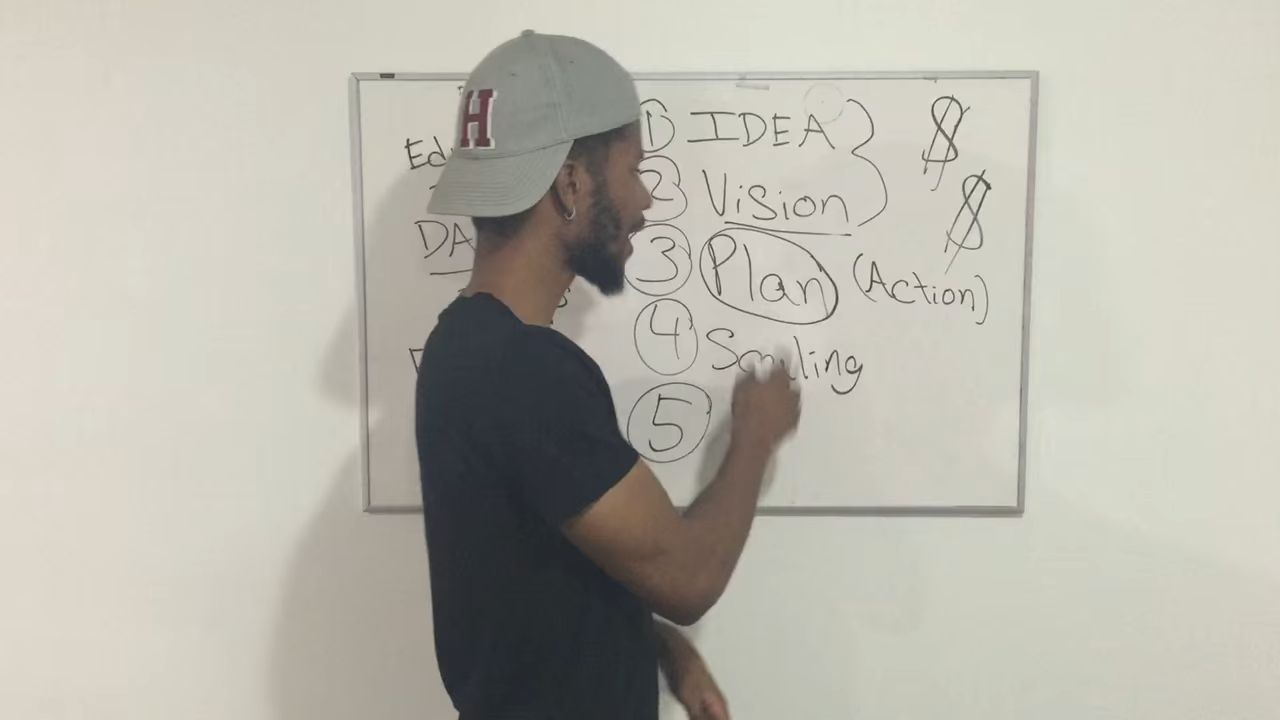 H
1 IDEA $
2 Vision $
3 Plan (Action)
4 Scaling
5